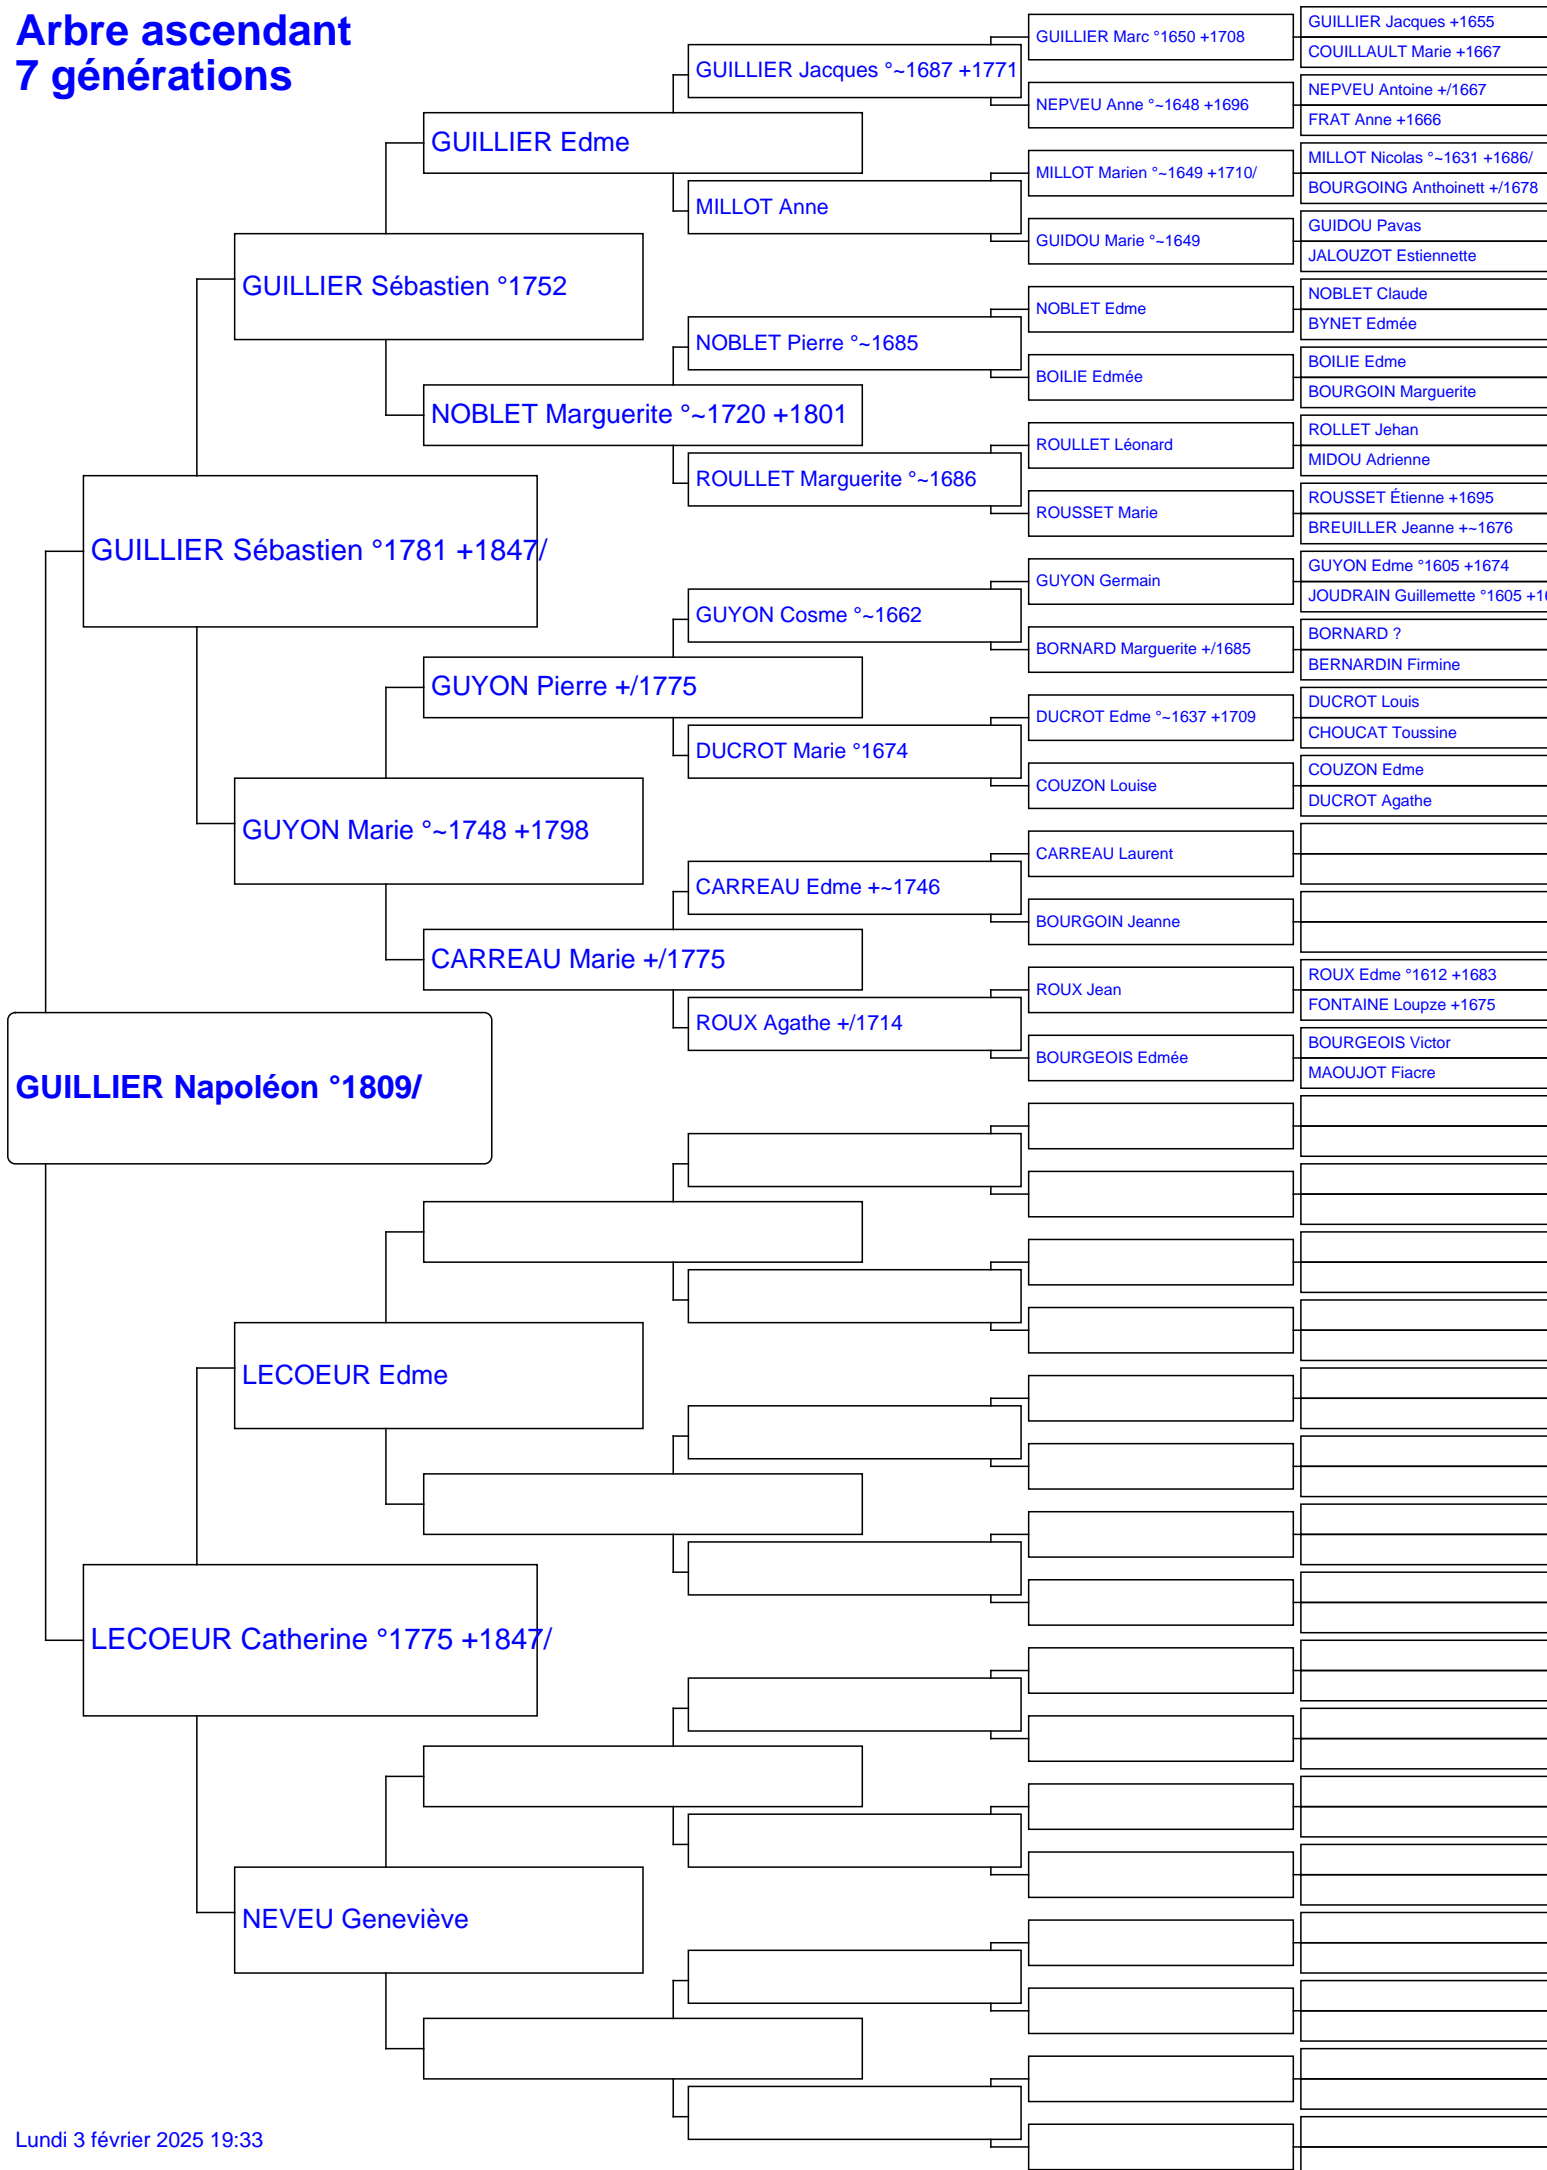 Arbre ascendant
7 générations
GUILLIER Napoléon °1809/
GUILLIER Sébastien °1781 +1847/
LECOEUR Catherine °1775 +1847/
GUILLIER Sébastien °1752
GUYON Marie °~1748 +1798
LECOEUR Edme
NEVEU Geneviève
GUILLIER Edme
NOBLET Marguerite °~1720 +1801
GUYON Pierre +/1775
CARREAU Marie +/1775
GUILLIER Jacques °~1687 +1771
MILLOT Anne
NOBLET Pierre °~1685
ROULLET Marguerite °~1686
GUYON Cosme °~1662
DUCROT Marie °1674
CARREAU Edme +~1746
ROUX Agathe +/1714
GUILLIER Marc °1650 +1708
NEPVEU Anne °~1648 +1696
MILLOT Marien °~1649 +1710/
GUIDOU Marie °~1649
NOBLET Edme
BOILIE Edmée
ROULLET Léonard
ROUSSET Marie
GUYON Germain
BORNARD Marguerite +/1685
DUCROT Edme °~1637 +1709
COUZON Louise
CARREAU Laurent
BOURGOIN Jeanne
ROUX Jean
BOURGEOIS Edmée
GUILLIER Jacques +1655
COUILLAULT Marie +1667
NEPVEU Antoine +/1667
FRAT Anne +1666
MILLOT Nicolas °~1631 +1686/
BOURGOING Anthoinett +/1678
GUIDOU Pavas
JALOUZOT Estiennette
NOBLET Claude
BYNET Edmée
BOILIE Edme
BOURGOIN Marguerite
ROLLET Jehan
MIDOU Adrienne
ROUSSET Étienne +1695
BREUILLER Jeanne +~1676
GUYON Edme °1605 +1674
JOUDRAIN Guillemette °1605
BORNARD ?
BERNARDIN Firmine
DUCROT Louis
CHOUCAT Toussine
COUZON Edme
DUCROT Agathe
ROUX Edme °1612 +1683
FONTAINE Loupze +1675
BOURGEOIS Victor
MAOUJOT Fiacre
Lundi 3 février 2025 19:33